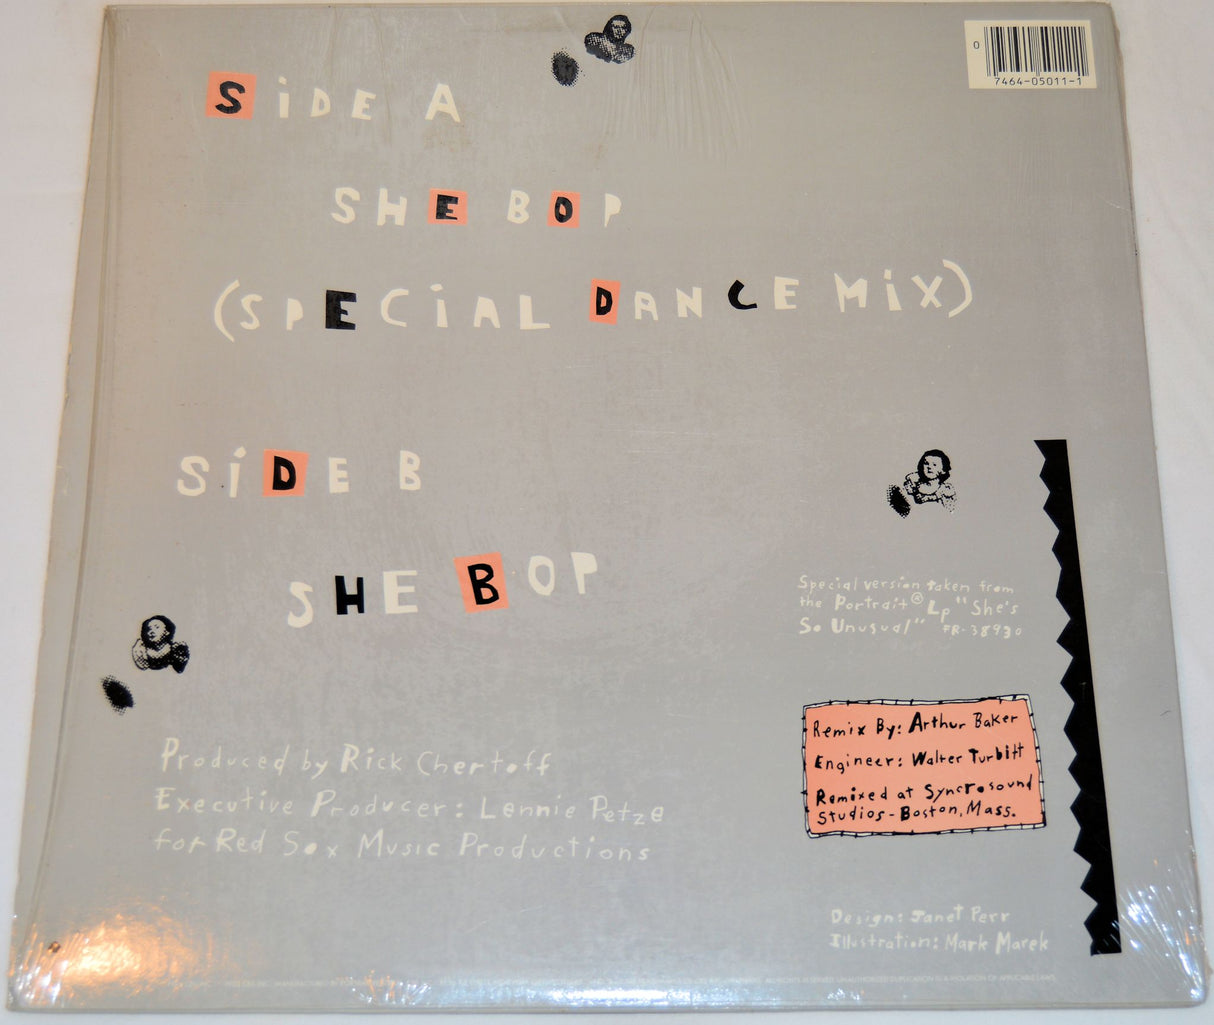 0
7464-05011-1
SiDE A
SHE BOP
(SPECiAL DANCE MiX)
SiDE B
SHE BOP
Special version taken from
the Portrait® Lp "She's
So Unusual" FR-38930
Produced by Rick Chertoff
Executive Producer: Lennie Petze
for Red Sox Music Productions
Remix By: Arthur Baker
Engineer: Walter Turbitt
Remixed at Syncrosound
Studios-Boston, Mass.
Design: Janet Perr
Illustration: Mark Marek